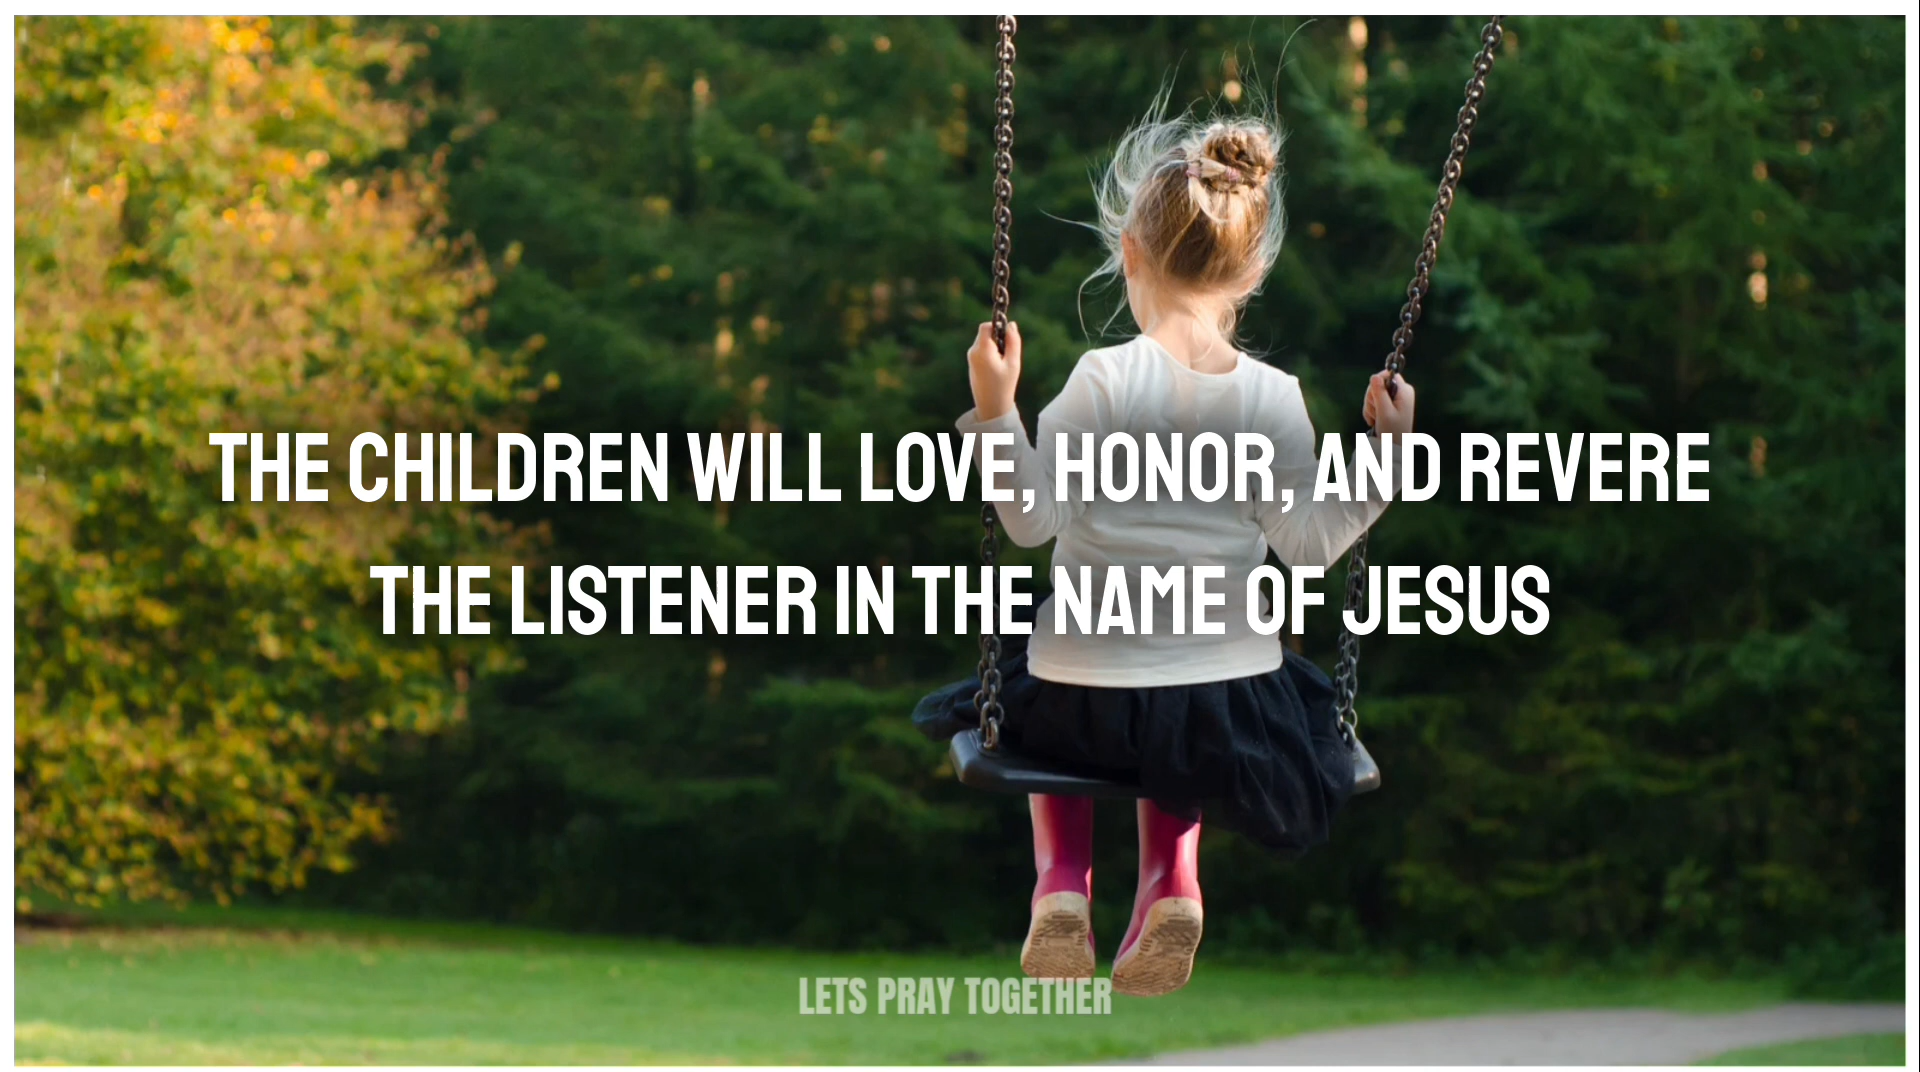 THE CHILDREN WILL LOVE, HONOR, AND REVERE
THE LISTENER IN THE NAME OF JESUS
LETS PRAY TOGETHER